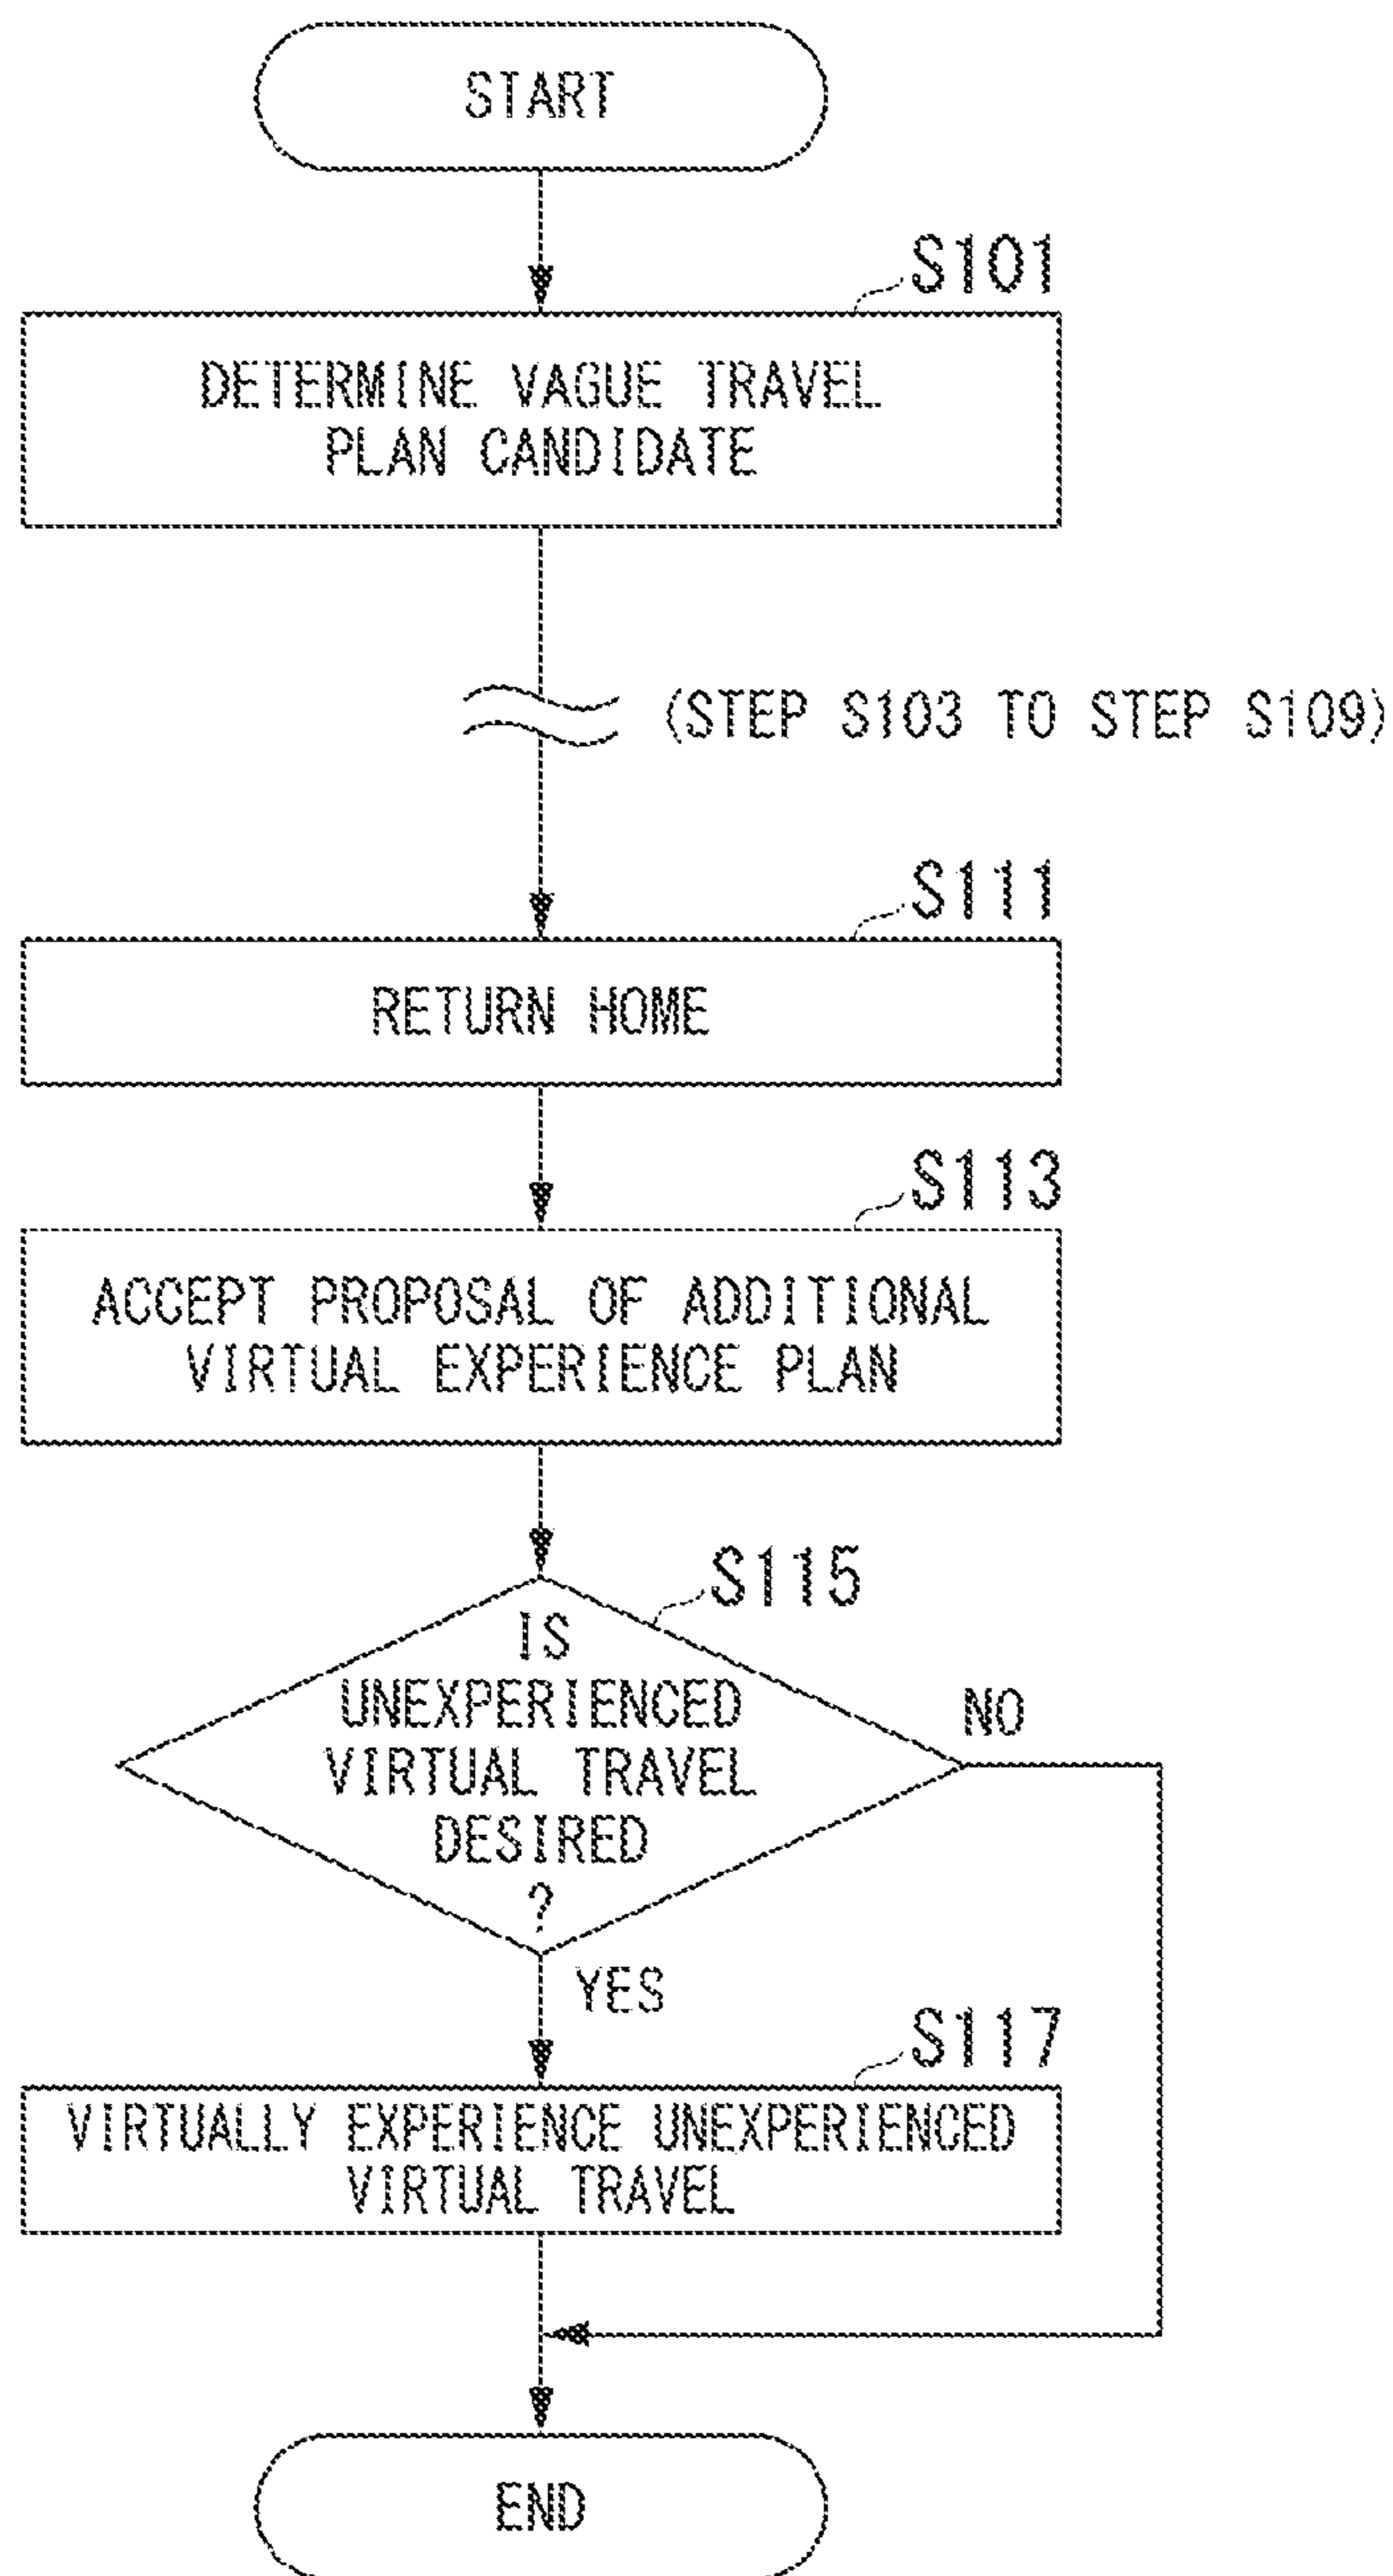 START
S101
DETERMINE VAGUE TRAVEL
PLAN CANDIDATE
(STEP S103 TO STEP S109)
S111
RETURN HOME
S113
ACCEPT PROPOSAL OF ADDITIONAL
VIRTUAL EXPERIENCE PLAN
S115
IS
UNEXPERIENCED
VIRTUAL TRAVEL
DESIRED
?
NO
YES
S117
VIRTUALLY EXPERIENCE UNEXPERIENCED
VIRTUAL TRAVEL
END